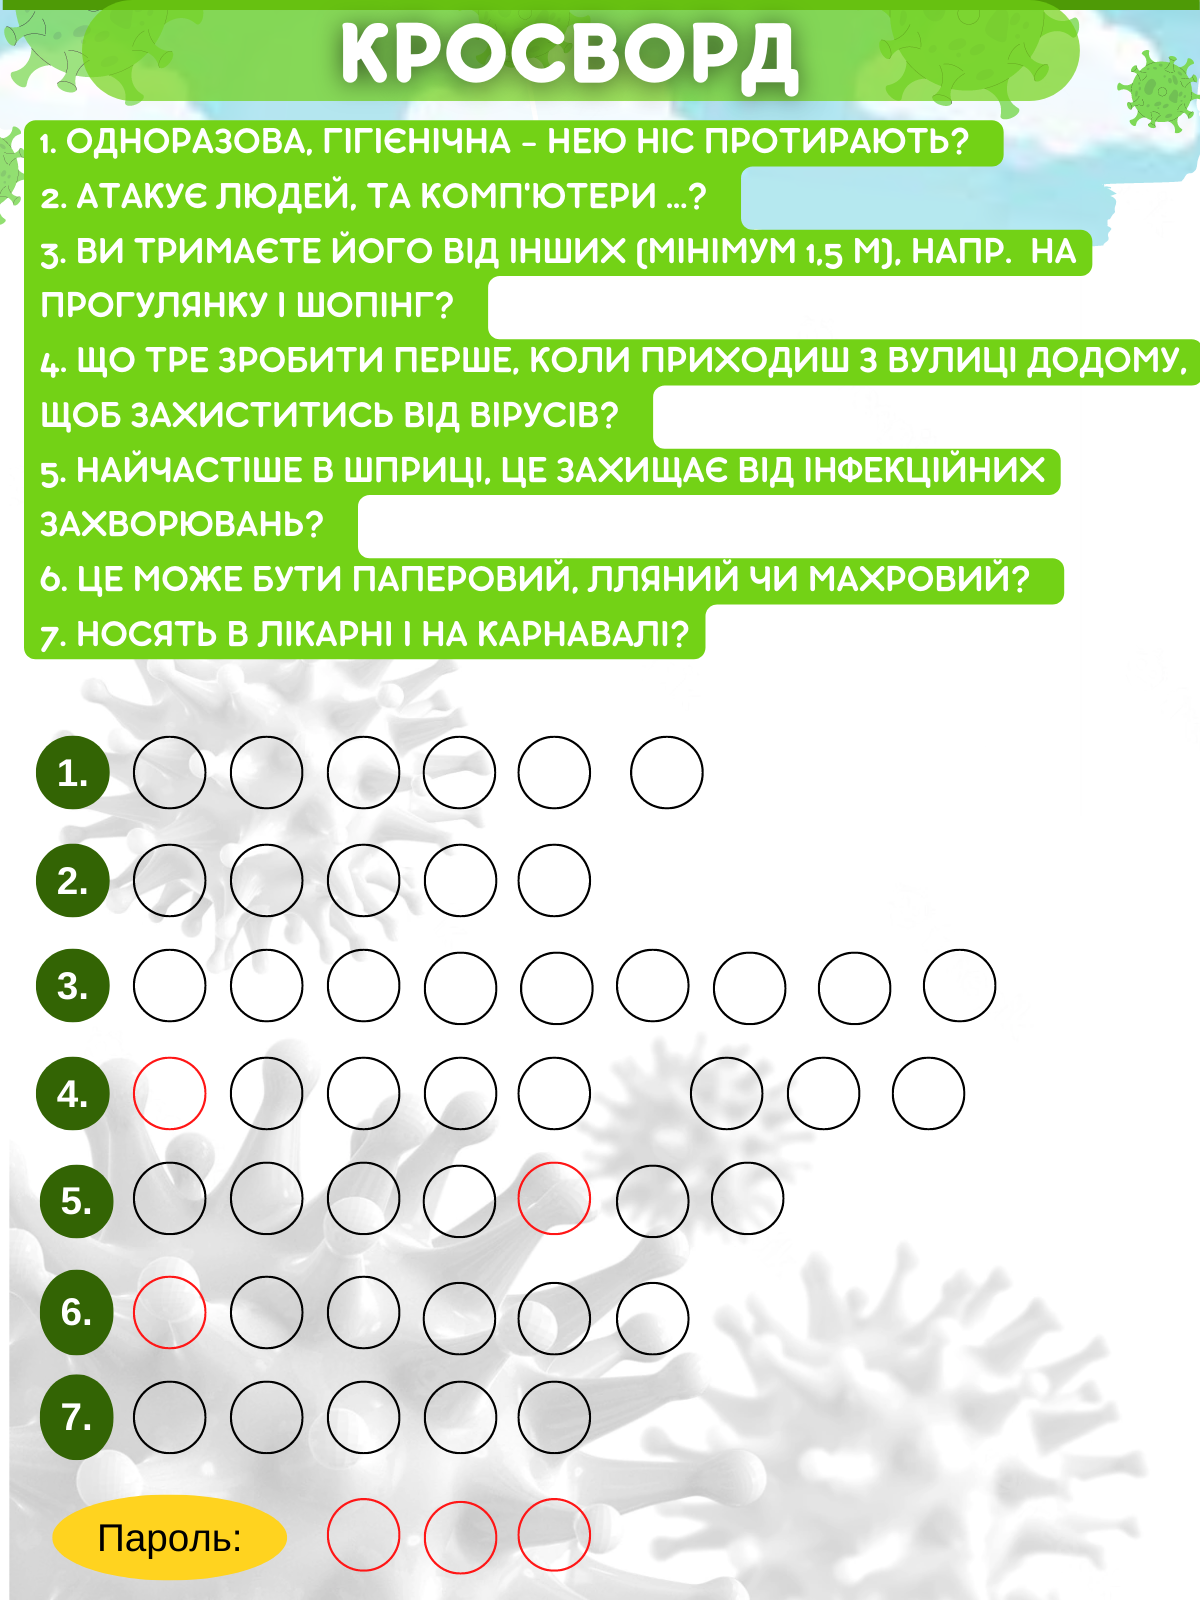 КРОСВОРД
1. ОДНОРАЗОВА, ГІГІЄНІЧНА – НЕЮ НІС ПРОТИРАЮТЬ?
2. АТАКУЄ ЛЮДЕЙ, ТА КОМП'ЮТЕРИ ...?
3. ВИ ТРИМАЄТЕ ЙОГО ВІД ІНШИХ (МІНІМУМ 1,5 М), НАПР. НА
ПРОГУЛЯНКУ І ШОПІНГ?
4. ЩО ТРЕ ЗРОБИТИ ПЕРШЕ, КОЛИ ПРИХОДИШ З ВУЛИЦІ ДОДОМУ,
ЩОБ ЗАХИСТИТИСЬ ВІД ВІРУСІВ?
5. НАЙЧАСТІШЕ В ШПРИЦІ, ЦЕ ЗАХИЩАЄ ВІД ІНФЕКЦІЙНИХ
ЗАХВОРЮВАНЬ?
6. ЦЕ МОЖЕ БУТИ ПАПЕРОВИЙ, ЛЛЯНИЙ ЧИ МАХРОВИЙ?
7. НОСЯТЬ В ЛІКАРНІ І НА КАРНАВАЛІ?
1.
2.
3.
4.
5.
6.
7.
Пароль: